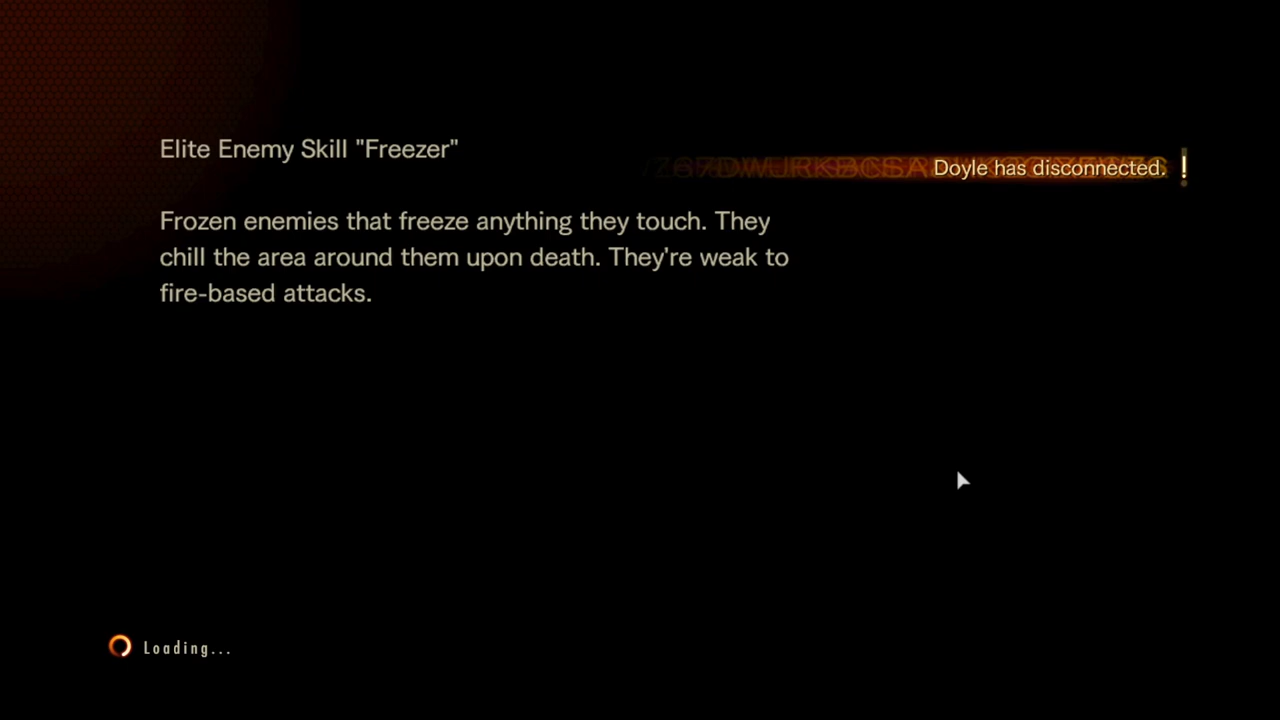 Elite Enemy Skill "Freezer"
Doyle has disconnected. !
Frozen enemies that freeze anything they touch. They
chill the area around them upon death. They're weak to
fire-based attacks.
Loading...